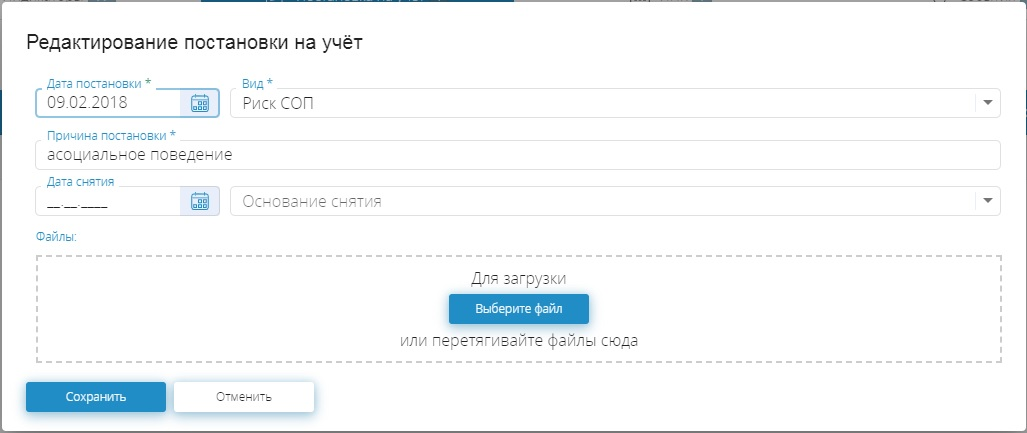 Редактирование постановки на учёт
Дата постановки * Вид *
09.02.2018 Риск СОП
Причина постановки *
асоциальное поведение
Дата снятия
__.__.____ Основание снятия
Файлы:
Для загрузки
Выберите файл
или перетягивайте файлы сюда
Сохранить Отменить